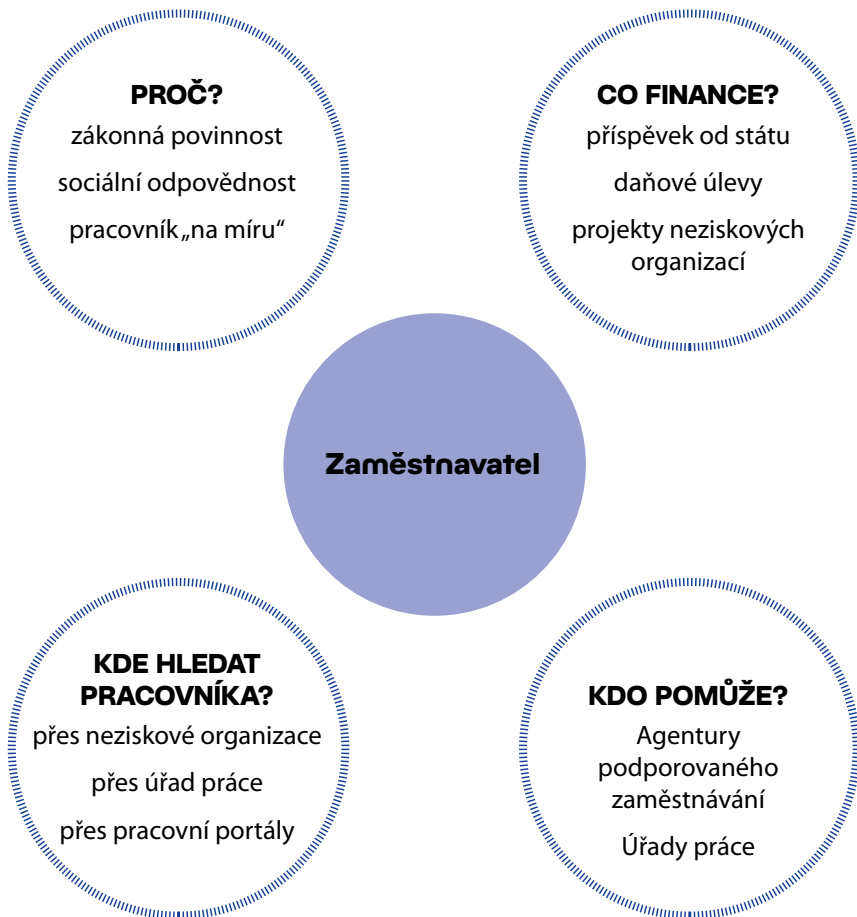 PROČ?
zákonná povinnost
sociální odpovědnost
pracovník „na míru“
CO FINANCE?
příspěvek od státu
daňové úlevy
projekty neziskových
organizací
Zaměstnavatel
KDE HLEDAT
PRACOVNÍKA?
přes neziskové organizace
přes úřad práce
přes pracovní portály
KDO POMŮŽE?
Agentury
podporovaného
zaměstnávání
Úřady práce